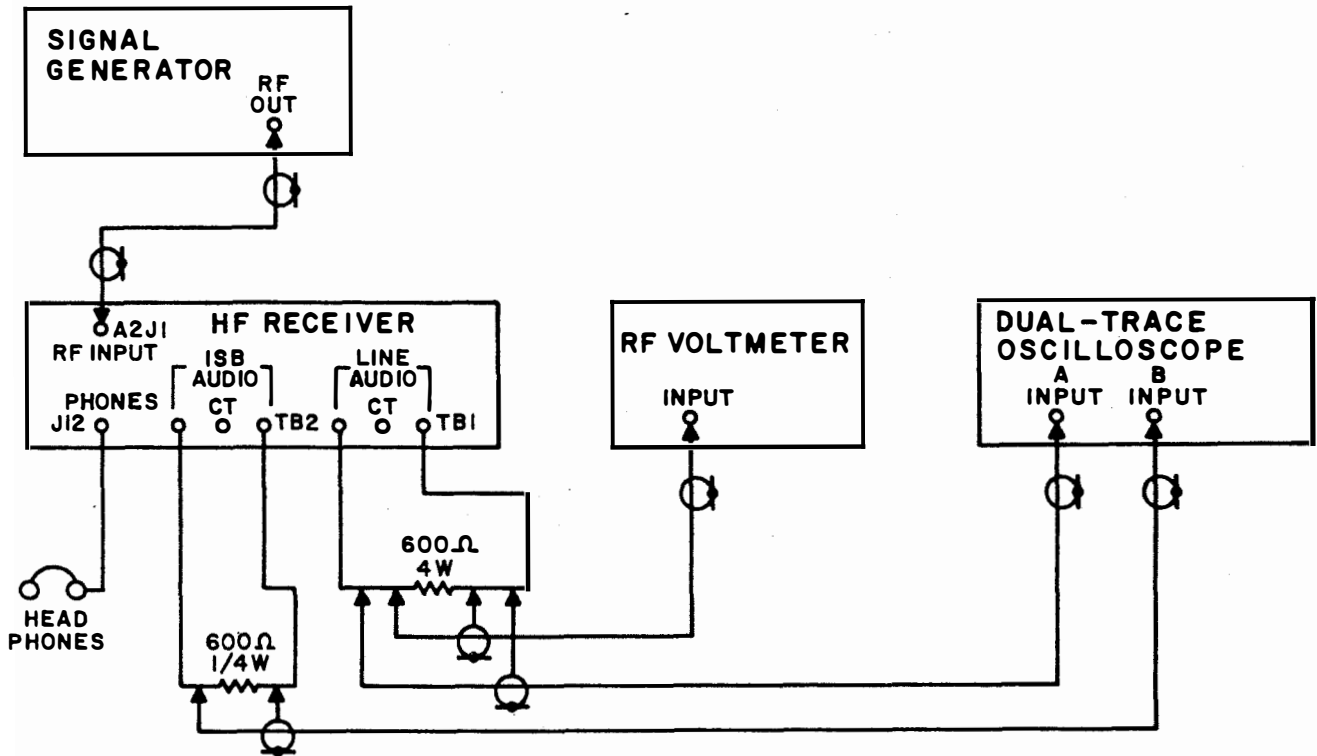 SIGNAL
GENERATOR
RF
OUT
A2J1
HF RECEIVER
RF INPUT
ISB
AUDIO
CT
LINE
AUDIO
CT
PHONES
J12
TB2
TB1
RF VOLTMETER
INPUT
DUAL-TRACE
OSCILLOSCOPE
A
INPUT
B
INPUT
600Ω
4W
HEAD
PHONES
600Ω
1/4W